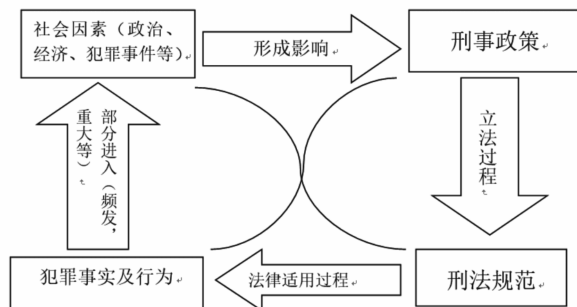 社会因素（政治、
经济、犯罪事件等）
形成影响
刑事政策
部分进入（频发，
重大等）
立法过程
犯罪事实及行为
法律适用过程
刑法规范